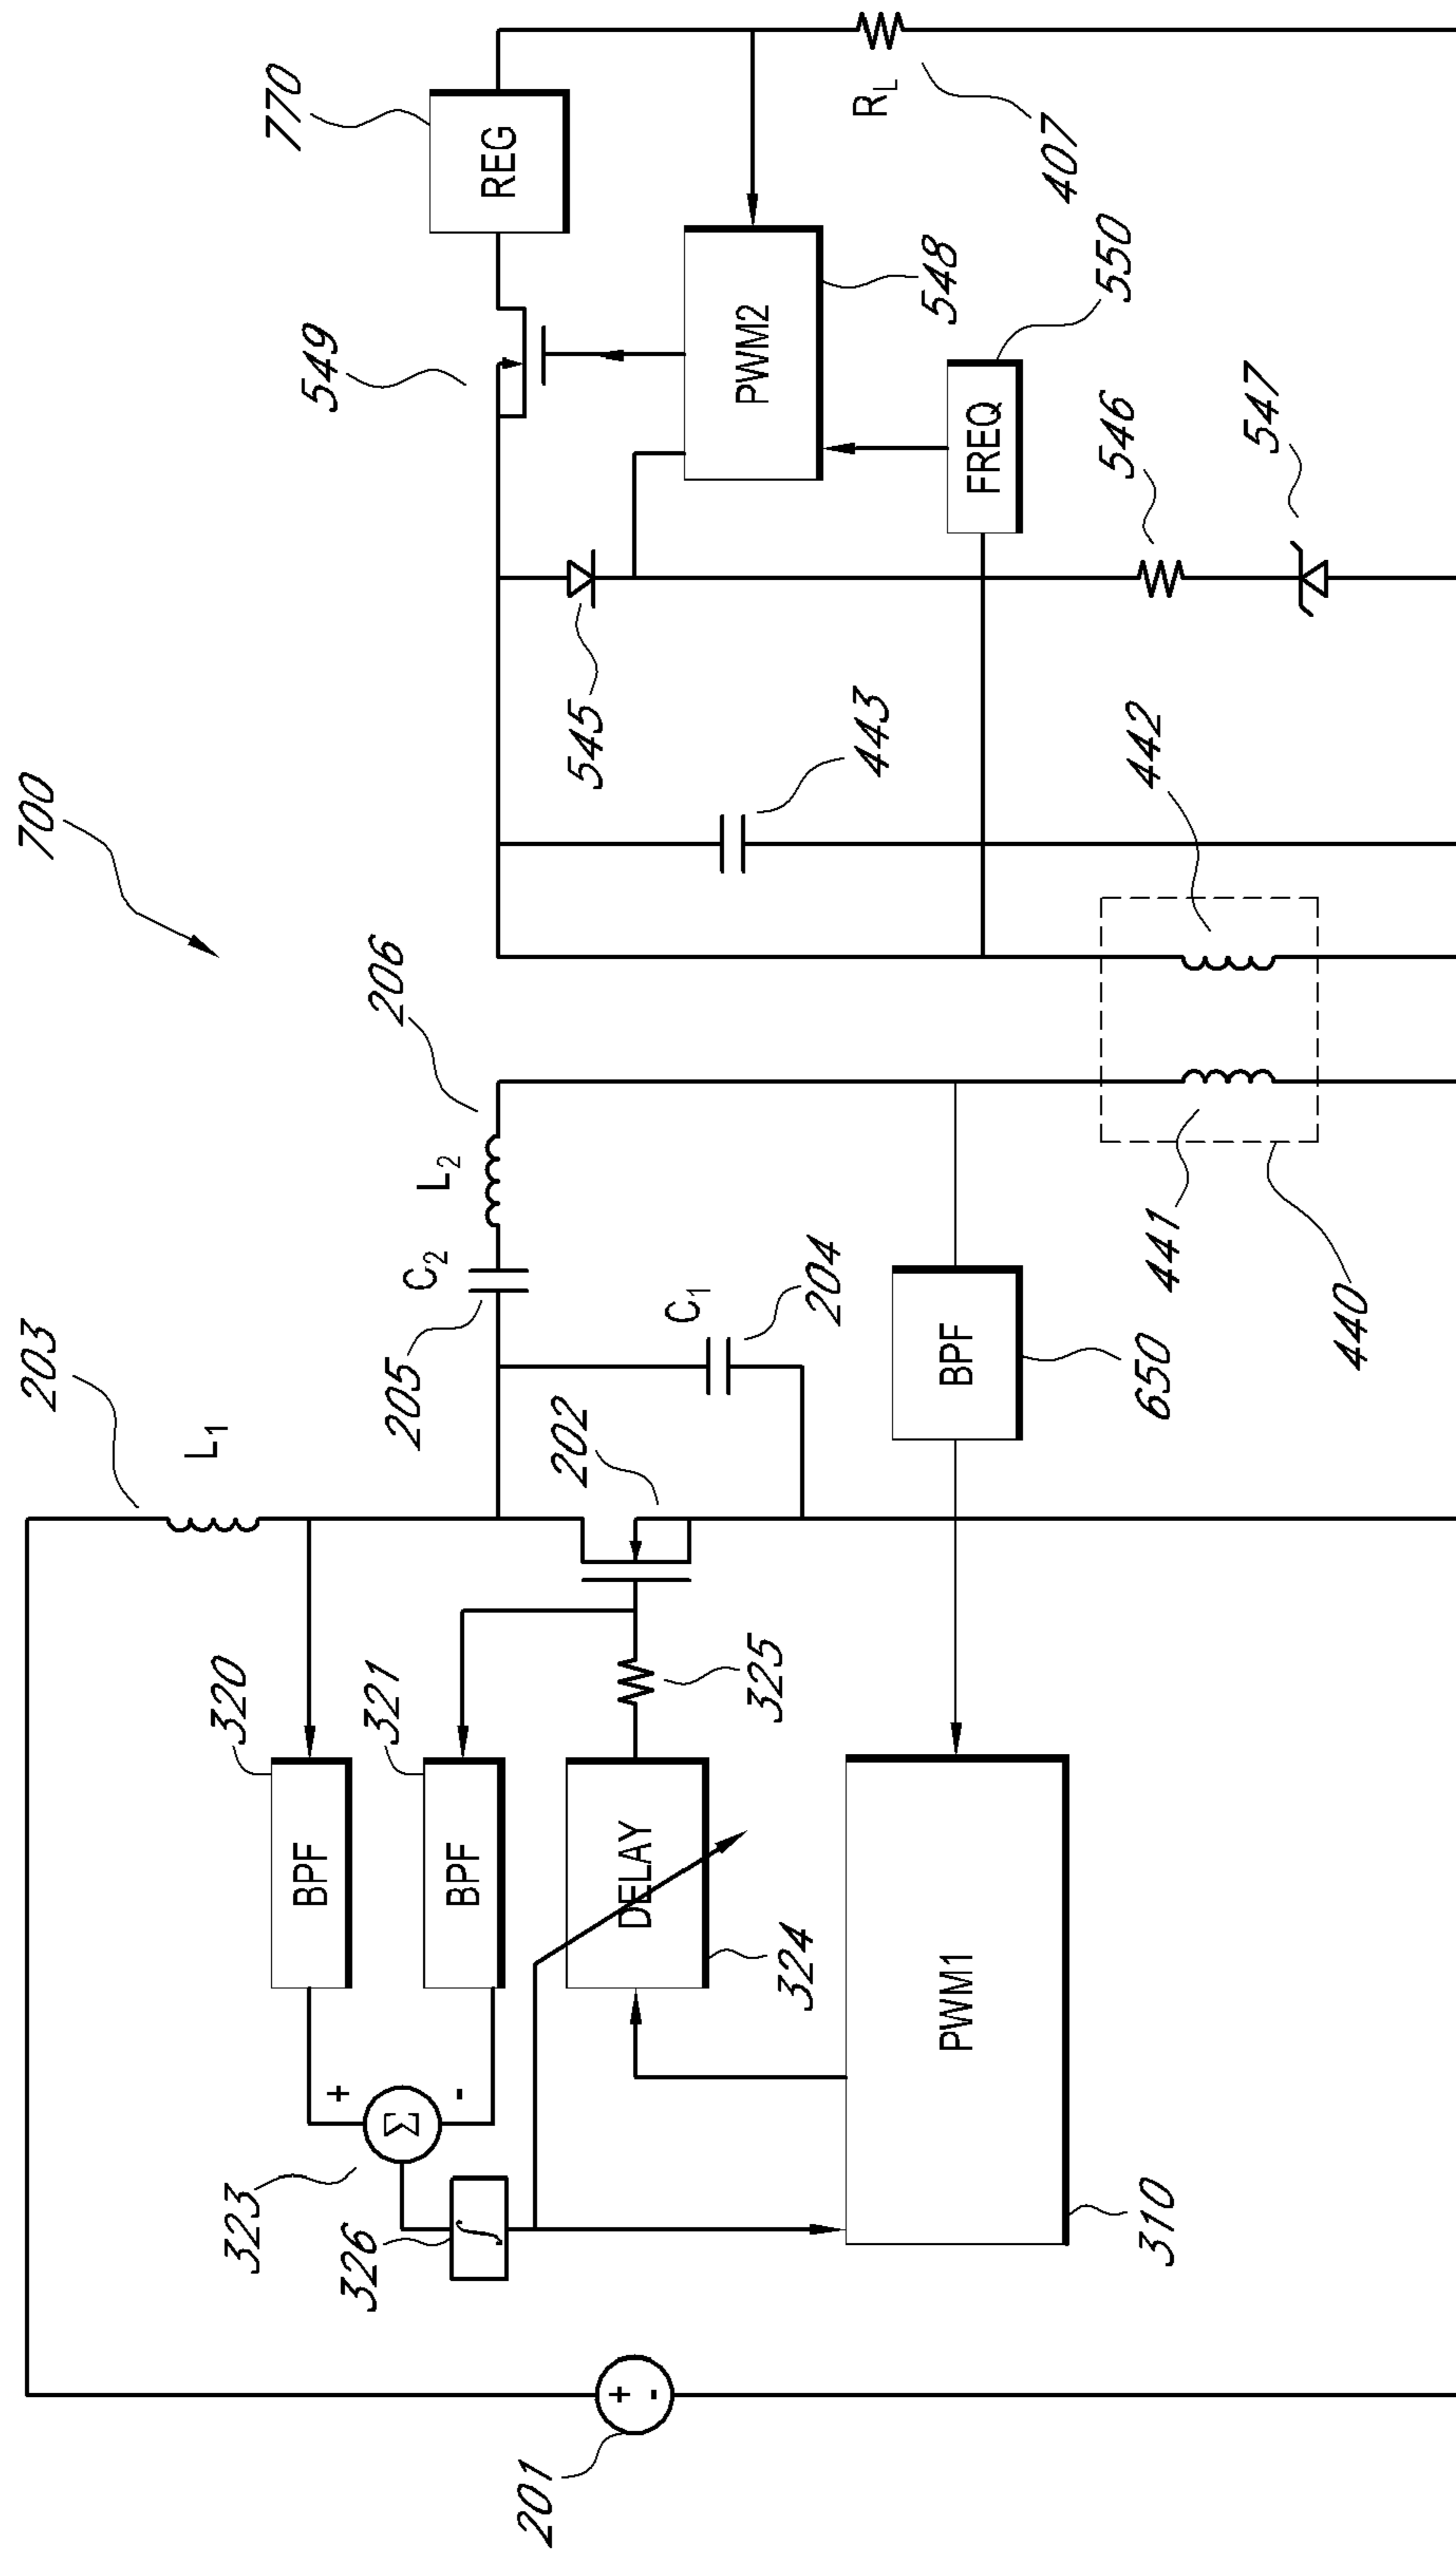 700
203
L1
206
L2
C2
205
C1
204
202
320
BPF
321
BPF
+
-
Σ
323
∫
326
DELAY
324
325
PWM1
310
BPF
650
+
-
201
441
440
442
443
545
549
770
REG
PWM2
548
FREQ
550
546
547
RL
407